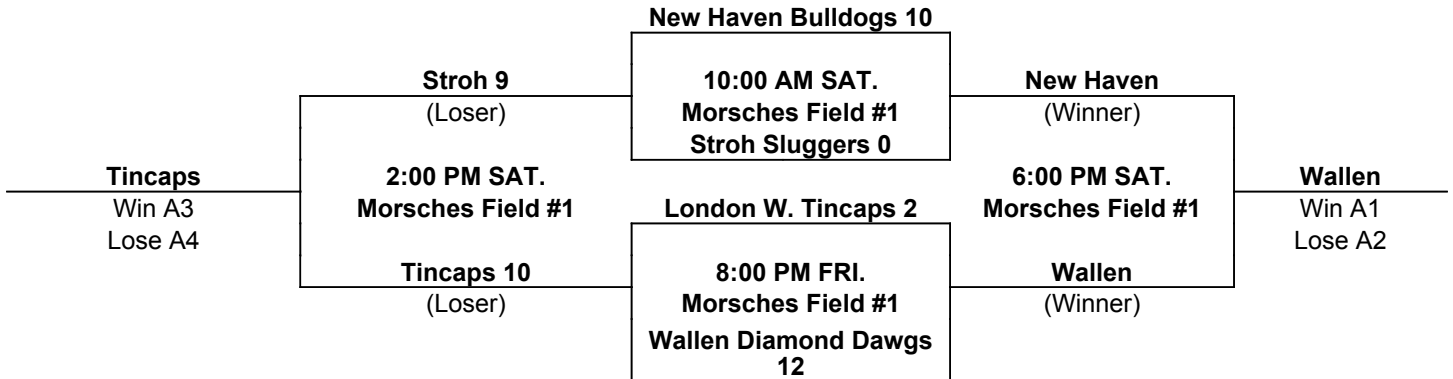 New Haven Bulldogs 10
Stroh 9
10:00 AM SAT.
New Haven
(Loser)
Morsches Field #1
(Winner)
Stroh Sluggers 0
Tincaps
2:00 PM SAT.
6:00 PM SAT.
Wallen
Win A3
Morsches Field #1
London W. Tincaps 2
Morsches Field #1
Win A1
Lose A4
Lose A2
Tincaps 10
8:00 PM FRI.
Wallen
(Loser)
Morsches Field #1
(Winner)
Wallen Diamond Dawgs
12